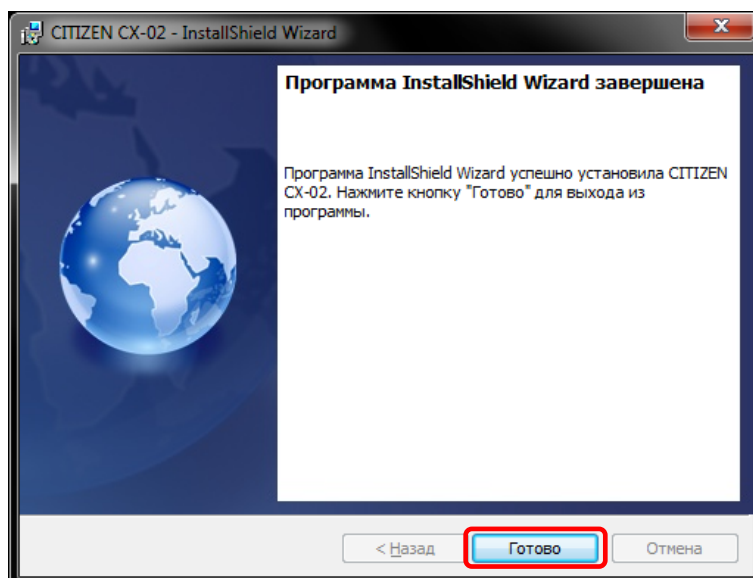 CITIZEN CX-02 - InstallShield Wizard
Программа InstallShield Wizard завершена
Программа InstallShield Wizard успешно установила CITIZEN
CX-02. Нажмите кнопку "Готово" для выхода из
программы.
< Назад Готово Отмена